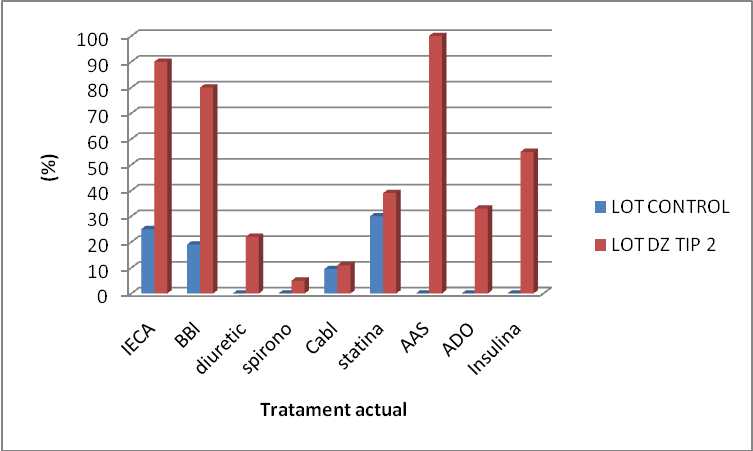 100
90
80
70
60
50
40
30
20
10
0
(%)
IECA
BBl
diuretic
spirono
Cabl
statina
AAS
ADO
Insulina
Tratament actual
LOT CONTROL
LOT DZ TIP 2